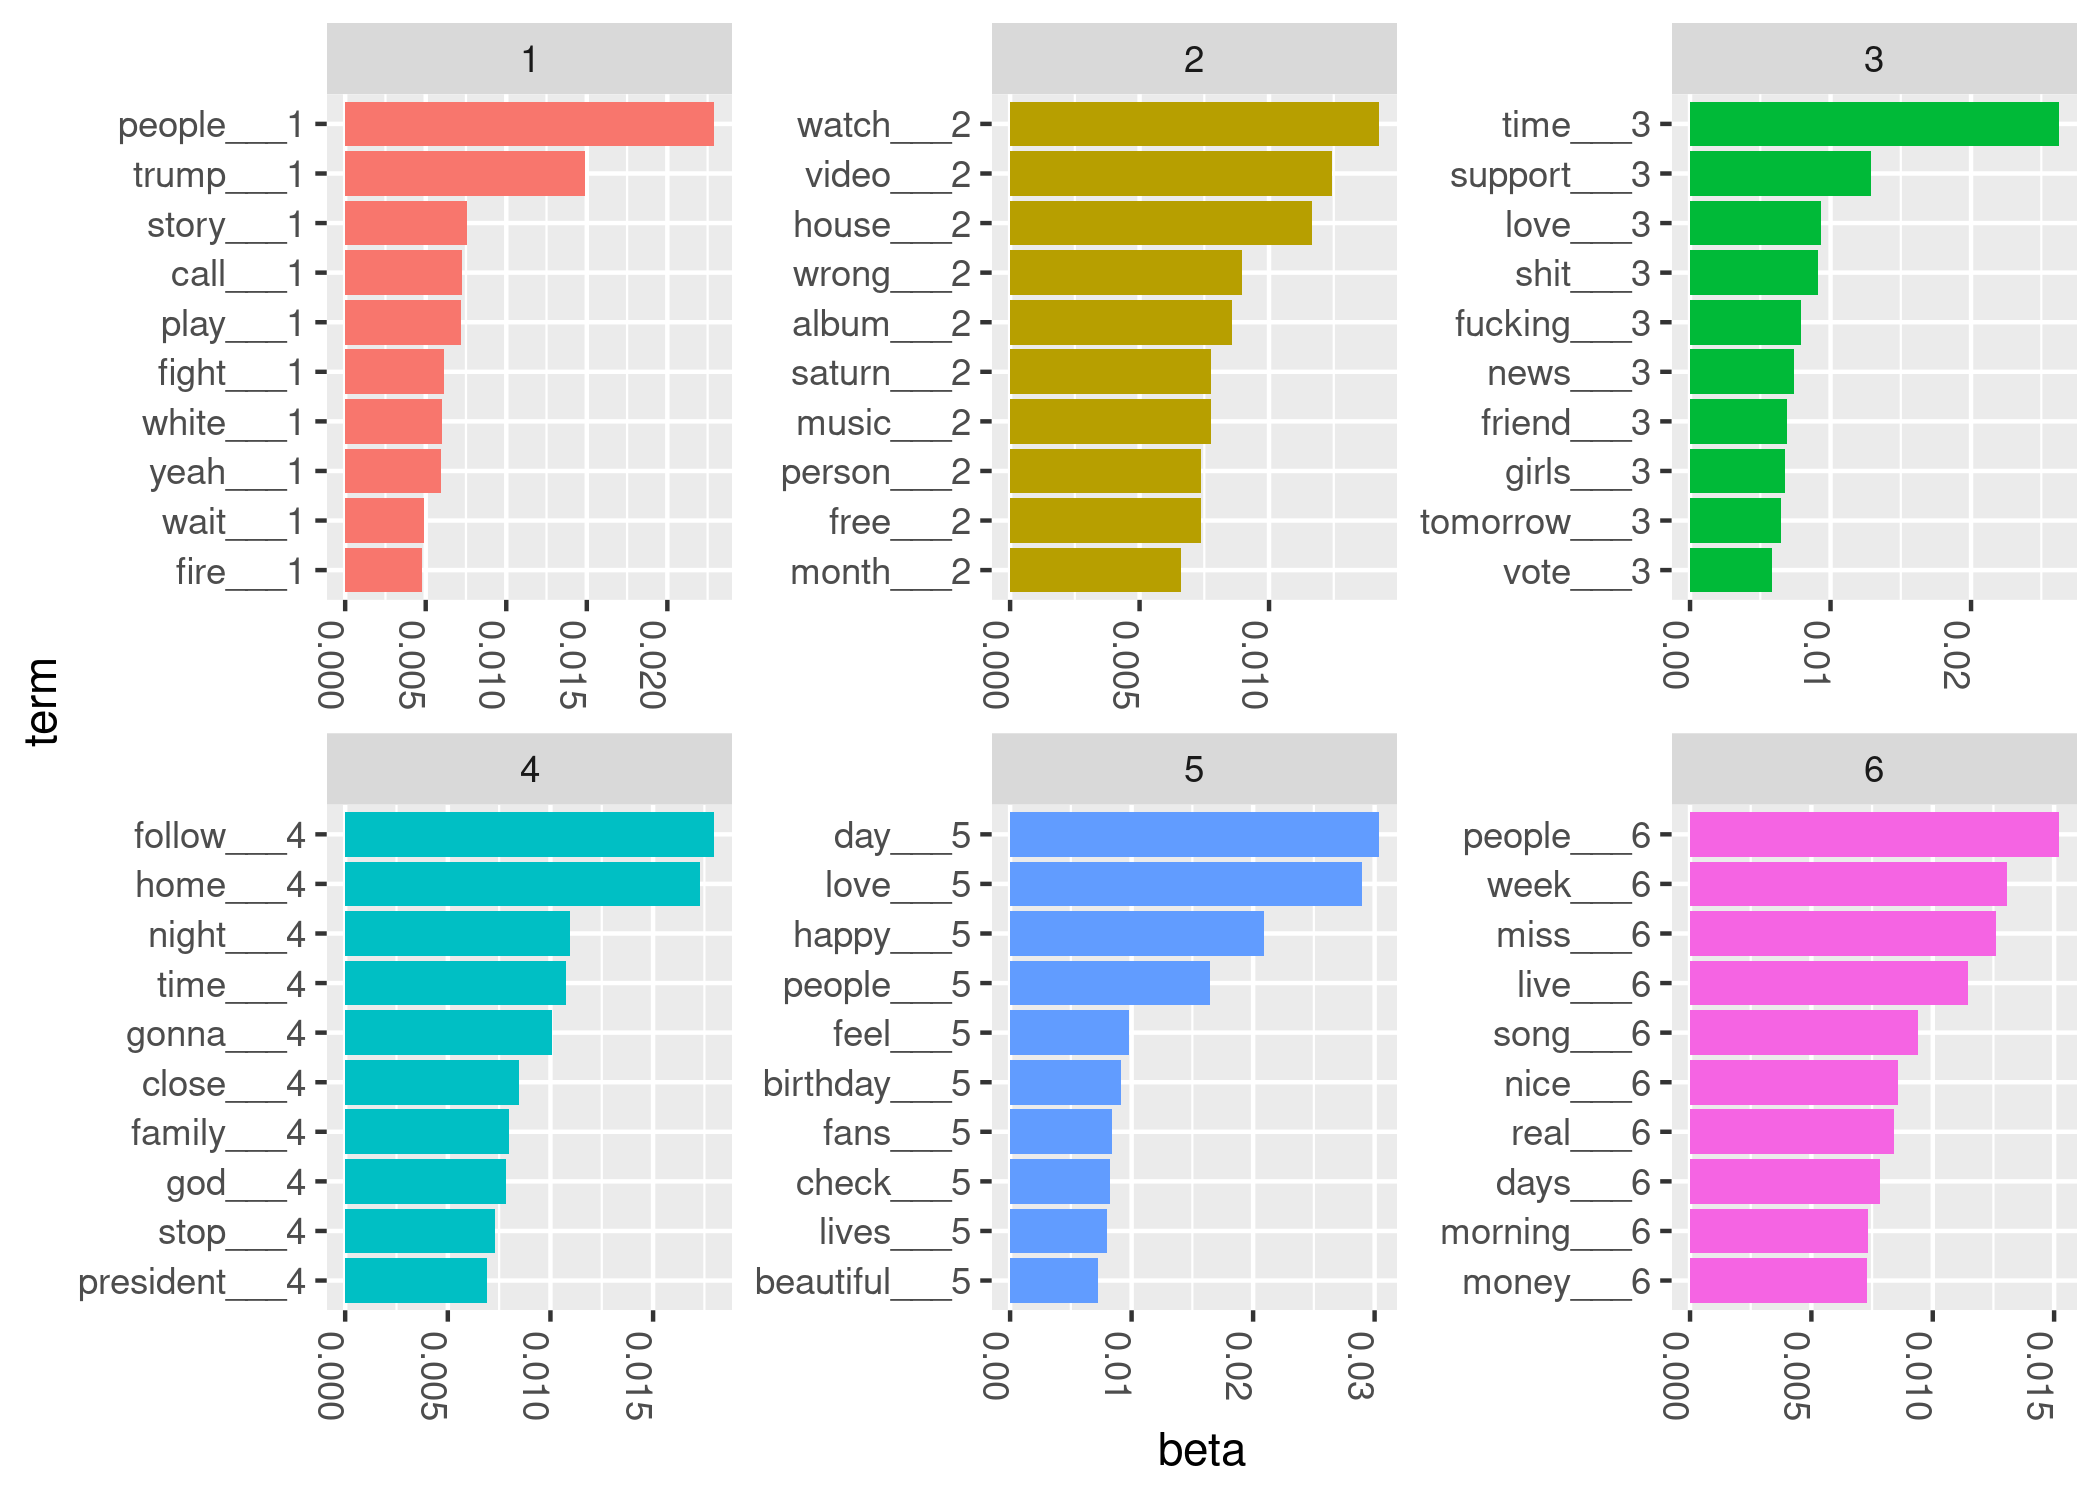 1
people___1
trump___1
story___1
call___1
play___1
fight___1
white___1
yeah___1
wait___1
fire___1
0.000
0.005
0.010
0.015
0.020
2
watch___2
video___2
house___2
wrong___2
album___2
saturn___2
music___2
person___2
free___2
month___2
0.000
0.005
0.010
3
time___3
support___3
love___3
shit___3
fucking___3
news___3
friend___3
girls___3
tomorrow___3
vote___3
0.00
0.01
0.02
term
4
follow___4
home___4
night___4
time___4
gonna___4
close___4
family___4
god___4
stop___4
president___4
0.000
0.005
0.010
0.015
5
day___5
love___5
happy___5
people___5
feel___5
birthday___5
fans___5
check___5
lives___5
beautiful___5
0.00
0.01
0.02
0.03
6
people___6
week___6
miss___6
live___6
song___6
nice___6
real___6
days___6
morning___6
money___6
0.000
0.005
0.010
0.015
beta